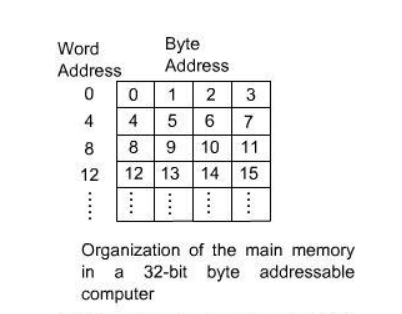 Word Byte
Address Address
0 0 1 2 3
4 4 5 6 7
8 8 9 10 11
12 12 13 14 15
Organization of the main memory
in a 32-bit byte addressable
computer